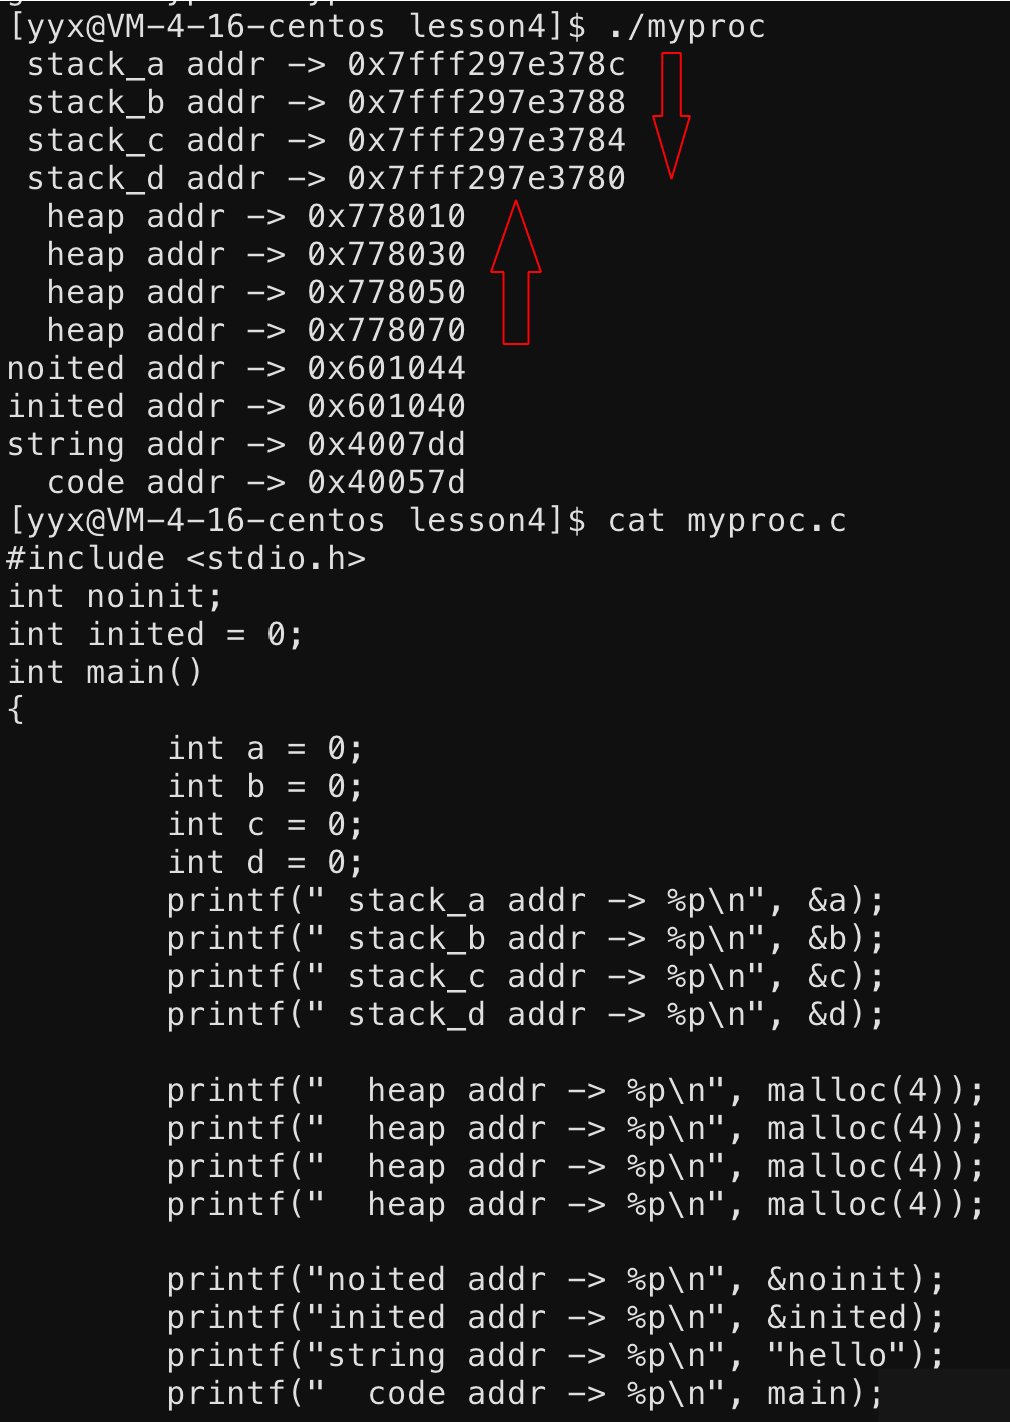 [yyx@VM-4-16-centos lesson4]$ ./myproc
 stack_a addr -> 0x7fff297e378c
 stack_b addr -> 0x7fff297e3788
 stack_c addr -> 0x7fff297e3784
 stack_d addr -> 0x7fff297e3780
  heap addr -> 0x778010
  heap addr -> 0x778030
  heap addr -> 0x778050
  heap addr -> 0x778070
noited addr -> 0x601044
inited addr -> 0x601040
string addr -> 0x4007dd
  code addr -> 0x40057d
[yyx@VM-4-16-centos lesson4]$ cat myproc.c
#include <stdio.h>
int noinit;
int inited = 0;
int main()
{
        int a = 0;
        int b = 0;
        int c = 0;
        int d = 0;
        printf(" stack_a addr -> %p\n", &a);
        printf(" stack_b addr -> %p\n", &b);
        printf(" stack_c addr -> %p\n", &c);
        printf(" stack_d addr -> %p\n", &d);

        printf("  heap addr -> %p\n", malloc(4));
        printf("  heap addr -> %p\n", malloc(4));
        printf("  heap addr -> %p\n", malloc(4));
        printf("  heap addr -> %p\n", malloc(4));

        printf("noited addr -> %p\n", &noinit);
        printf("inited addr -> %p\n", &inited);
        printf("string addr -> %p\n", "hello");
        printf("  code addr -> %p\n", main);